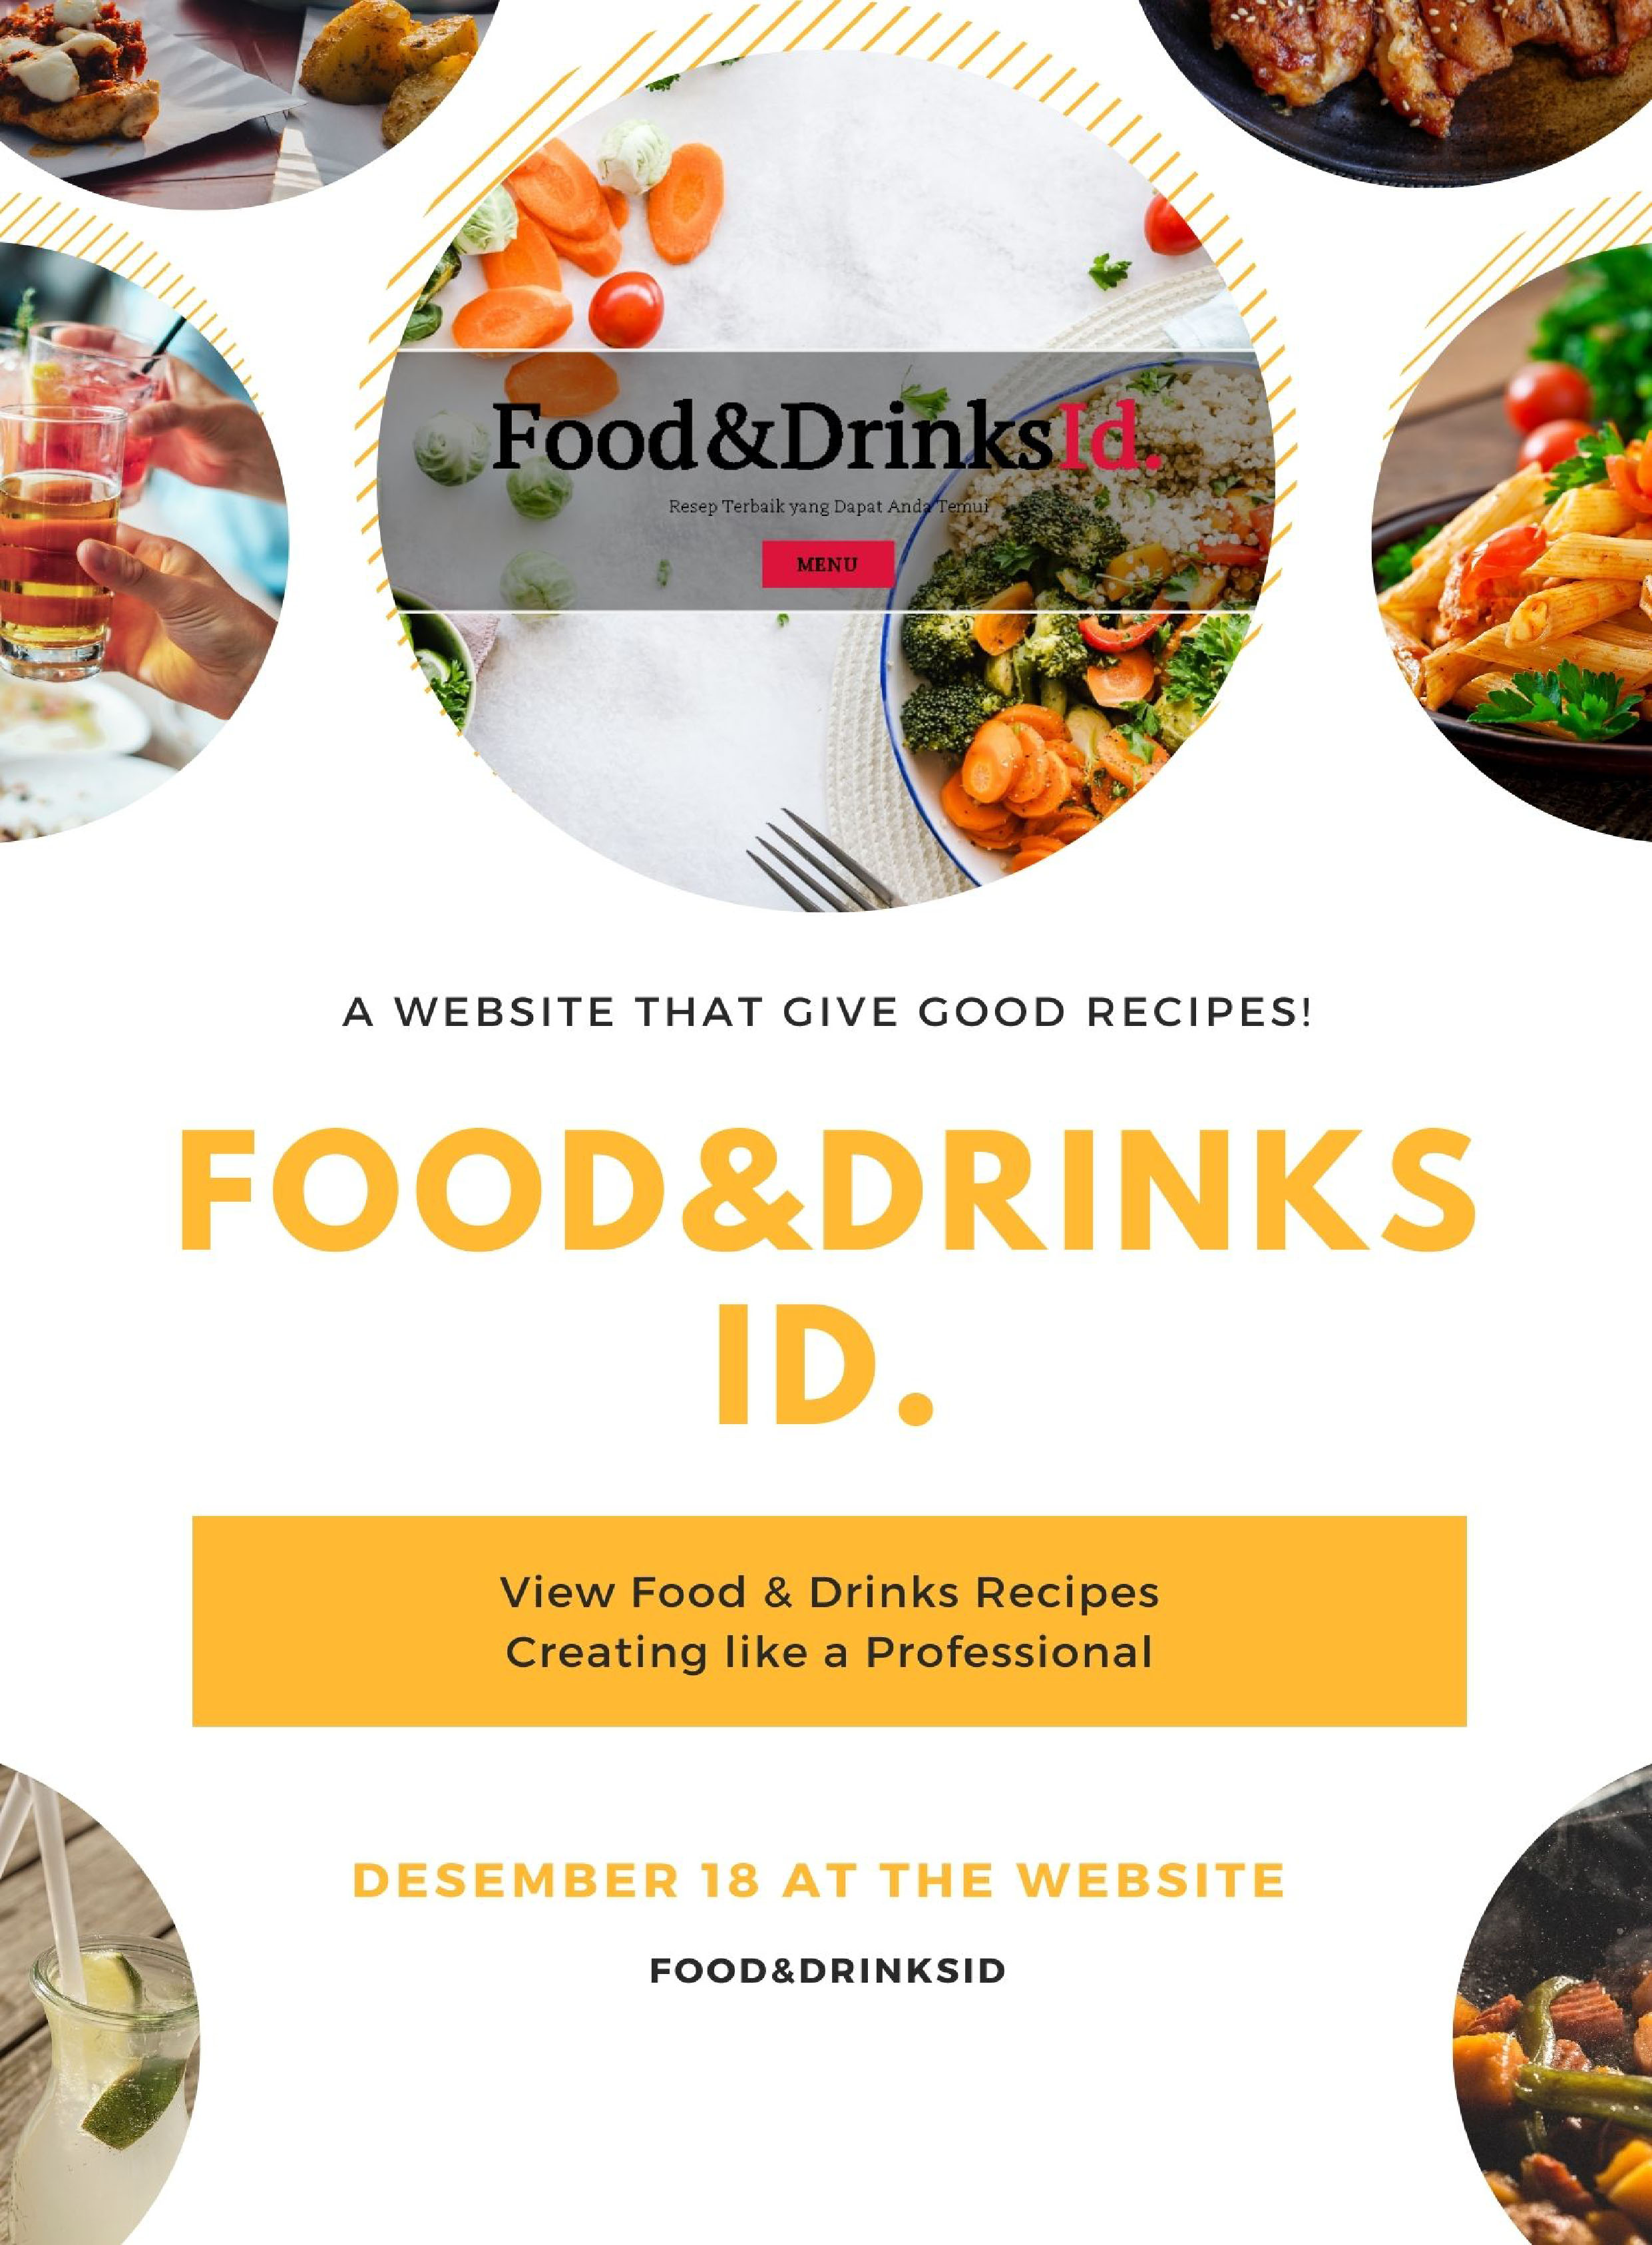 Food&DrinksId.
Resep Terbaik yang Dapat Anda Temui
MENU
A WEBSITE THAT GIVE GOOD RECIPES!
FOOD&DRINKS
ID.
View Food & Drinks Recipes
Creating like a Professional
DESEMBER 18 AT THE WEBSITE
FOOD&DRINKSID